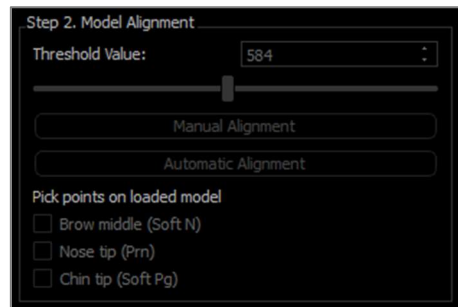 Step 2. Model Alignment
Threshold Value: 584
Manual Alignment
Automatic Alignment
Pick points on loaded model
Brow middle (Soft N)
Nose tip (Prn)
Chin tip (Soft Pg)